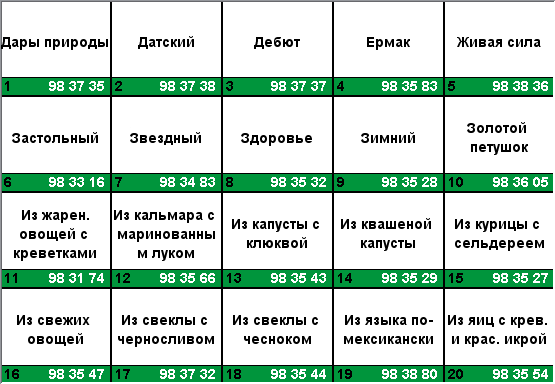 Дары природы
Датский
Дебют
Ермак
Живая сила
1 98 37 35
2 98 37 38
3 98 37 37
4 98 35 83
5 98 38 36
Застольный
Звездный
Здоровье
Зимний
Золотой
петушок
6 98 33 16
7 98 34 83
8 98 35 32
9 98 35 28
10 98 36 05
Из жарен.
овощей с
креветками
Из кальмара с
маринованны
м луком
Из капусты с
клюквой
Из квашеной
капусты
Из курицы с
сельдереем
11 98 31 74
12 98 35 66
13 98 35 43
14 98 35 29
15 98 35 27
Из свежих
овощей
Из свеклы с
черносливом
Из свеклы с
чесноком
Из языка по-
мексикански
Из яиц с крев.
и крас. икрой
16 98 35 47
17 98 37 32
18 98 35 44
19 98 38 80
20 98 35 54